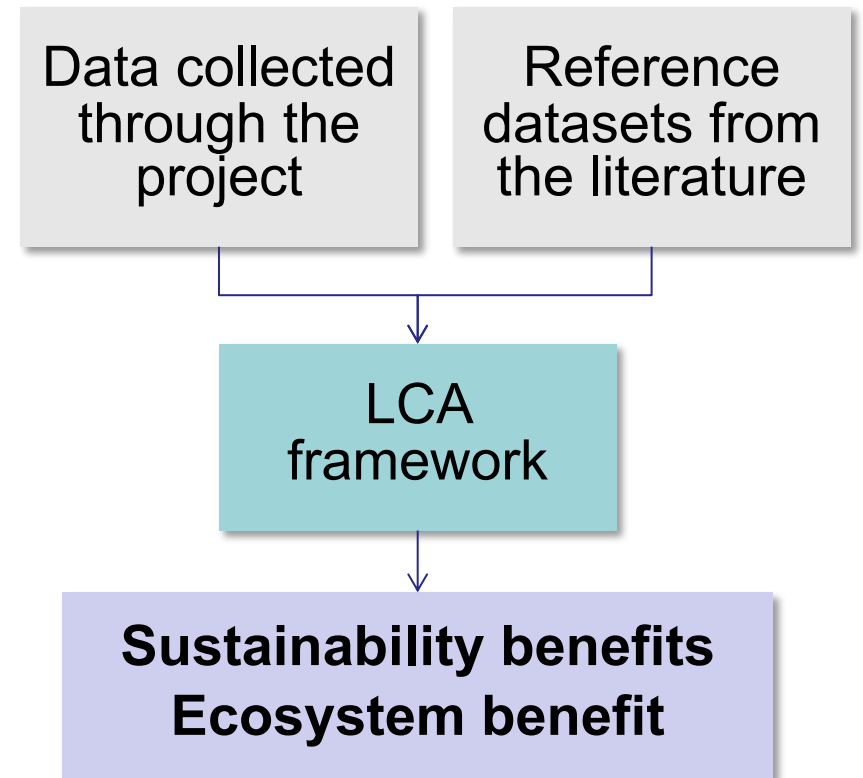 Data collected
through the
project
Reference
datasets from
the literature
LCA
framework
Sustainability benefits
Ecosystem benefit